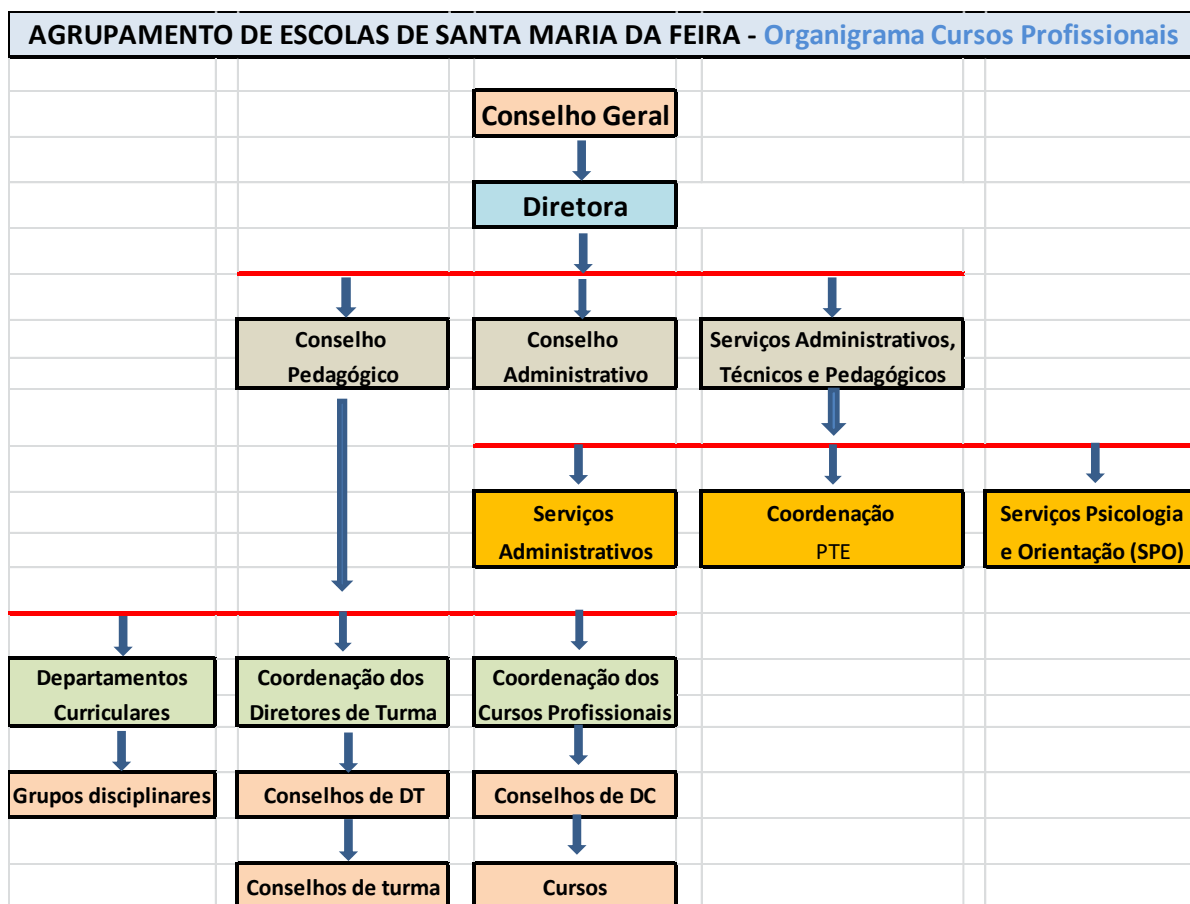 AGRUPAMENTO DE ESCOLAS DE SANTA MARIA DA FEIRA - Organigrama Cursos Profissionais
Conselho Geral
Diretora
Conselho
Pedagógico
Conselho
Administrativo
Serviços Administrativos,
Técnicos e Pedagógicos
Serviços
Administrativos
Coordenação
PTE
Serviços Psicologia
e Orientação (SPO)
Departamentos
Curriculares
Coordenação dos
Diretores de Turma
Coordenação dos
Cursos Profissionais
Grupos disciplinares
Conselhos de DT
Conselhos de DC
Conselhos de turma
Cursos